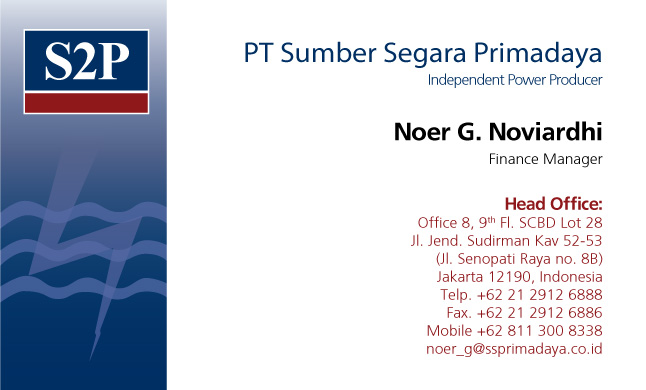 S2P
PT Sumber Segara Primadaya
Independent Power Producer
Noer G. Noviardhi
Finance Manager
Head Office:
Office 8, 9th Fl. SCBD Lot 28
Jl. Jend. Sudirman Kav 52-53
(Jl. Senopati Raya no. 8B)
Jakarta 12190, Indonesia
Telp. +62 21 2912 6888
Fax. +62 21 2912 6886
Mobile +62 811 300 8338
noer_g@ssprimadaya.co.id